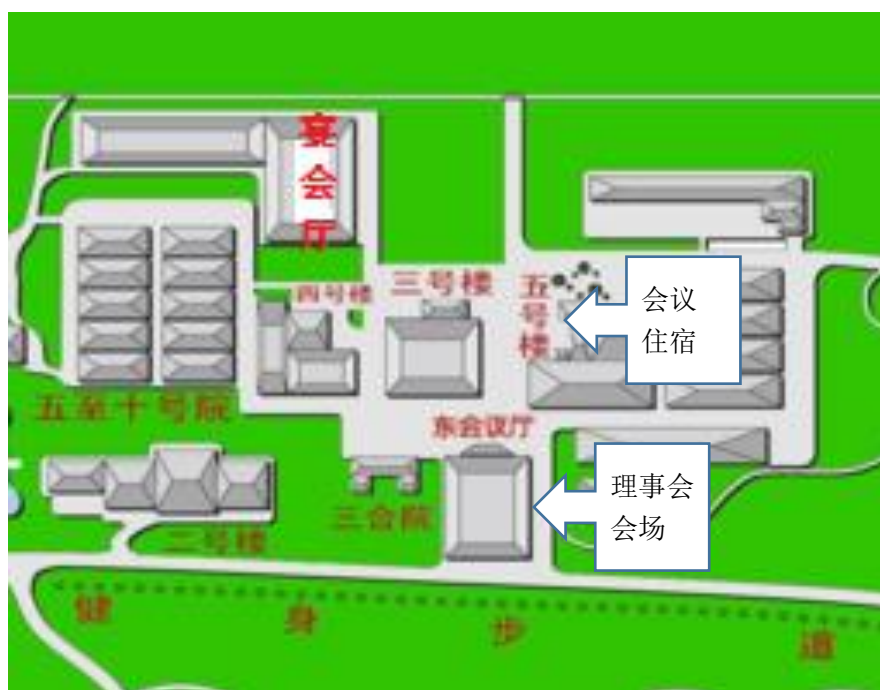 宴会厅
四号楼
三号楼
五号楼
会议
住宿
五至十号院
东会议厅
理事会
会场
三合院
二号楼
健身步道